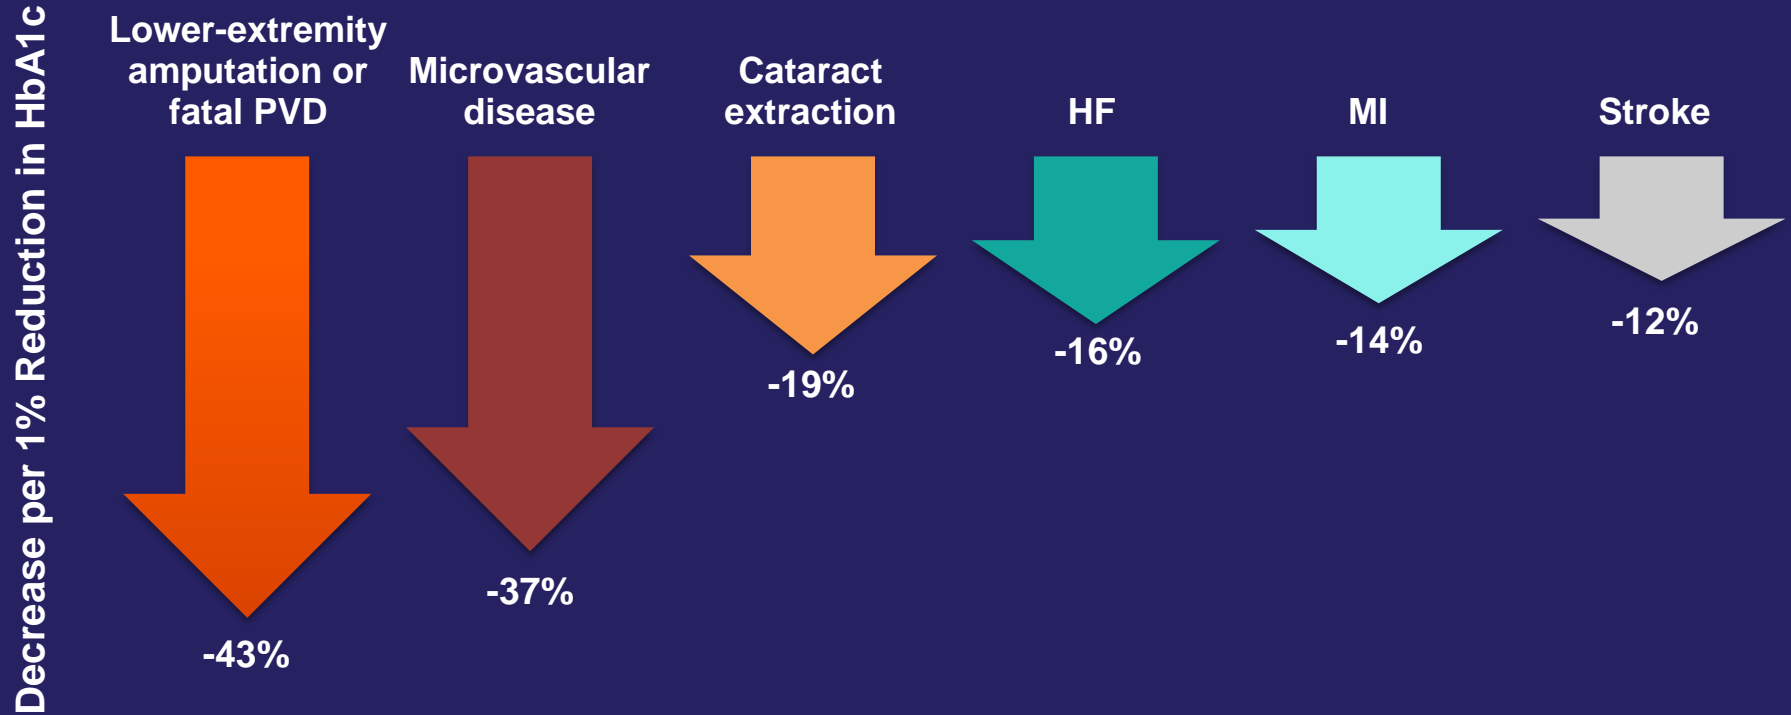 Decrease per 1% Reduction in HbA1c
Lower-extremity
amputation or
fatal PVD
Microvascular
disease
Cataract
extraction
HF
MI
Stroke
-43%
-37%
-19%
-16%
-14%
-12%